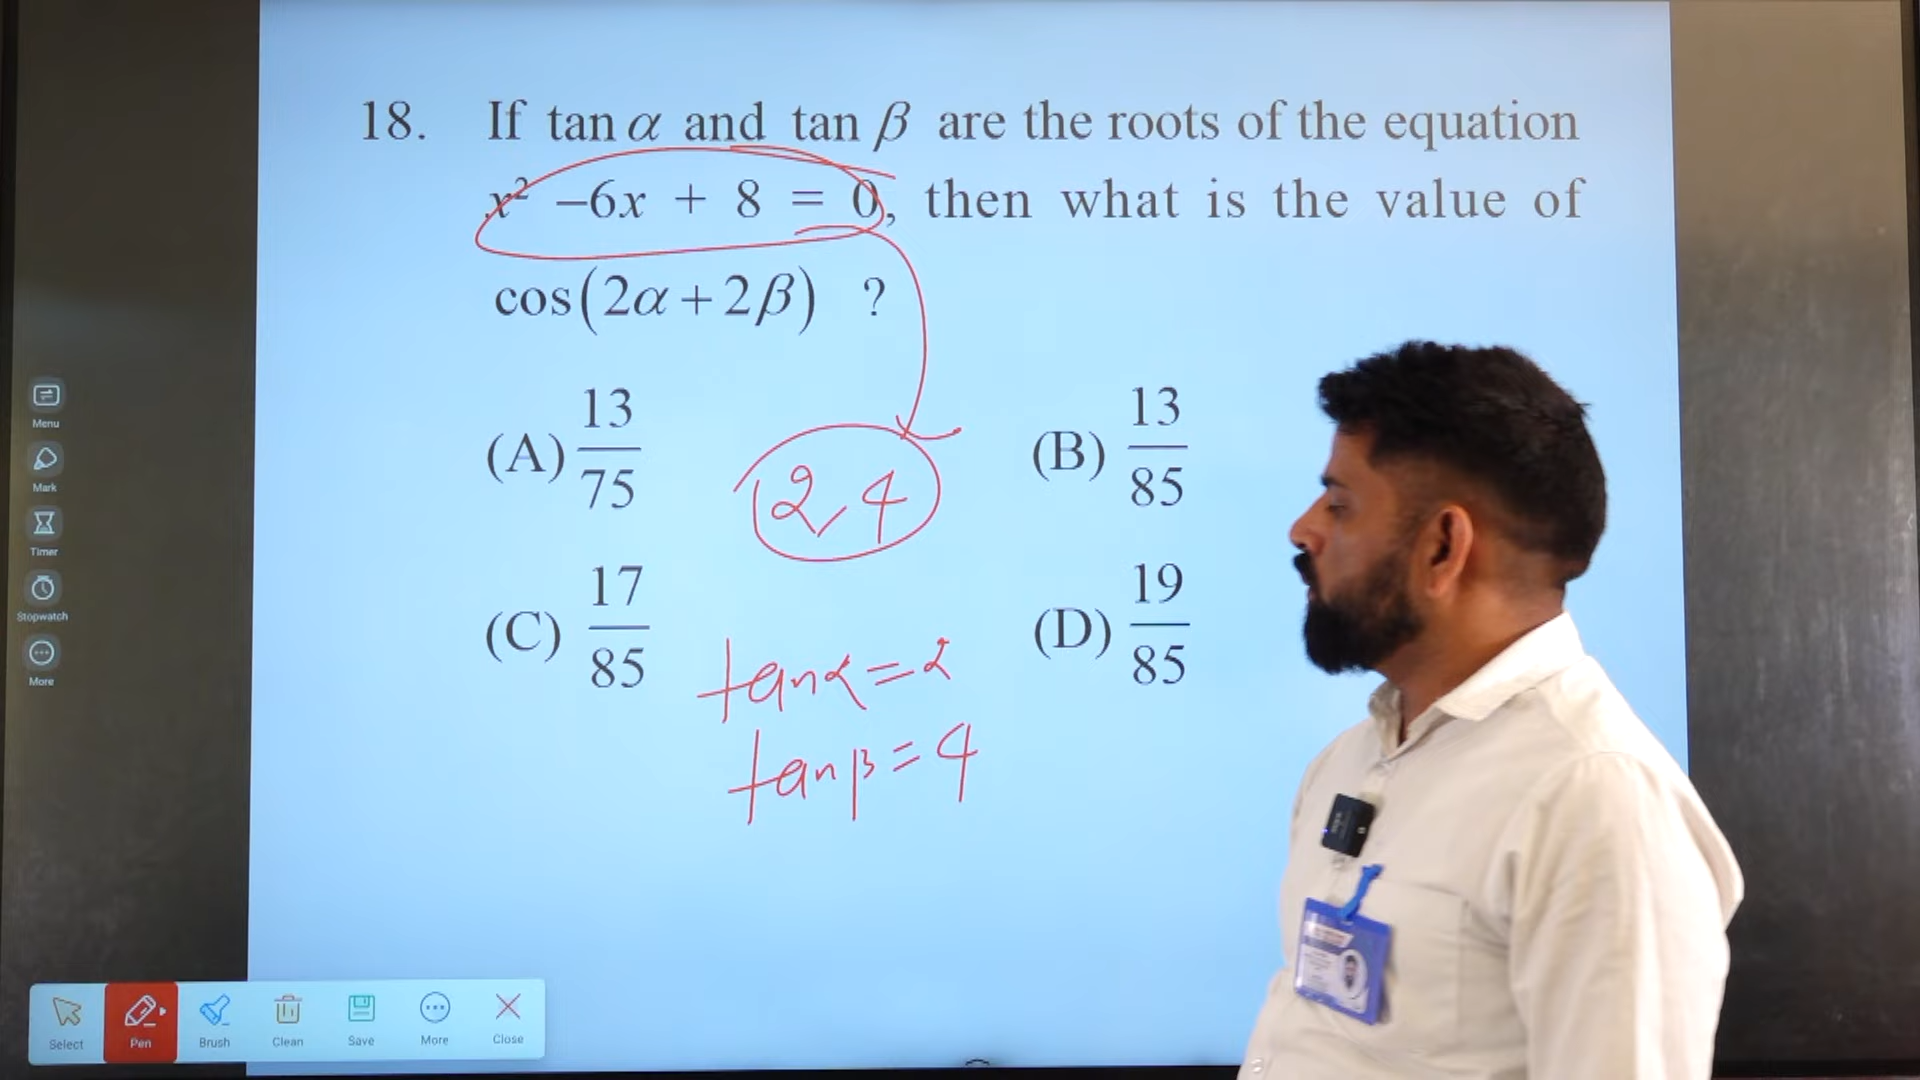 18. If tan α and tan β are the roots of the equation
x² −6x + 8 = 0, then what is the value of
cos(2α+2β) ?
(A) 13/75
(B) 13/85
2, 4
(C) 17/85
(D) 19/85
tanα=2
tanβ=4
Menu
Mark
Timer
Stopwatch
More
Select
Pen
Brush
Clean
Save
More
Close